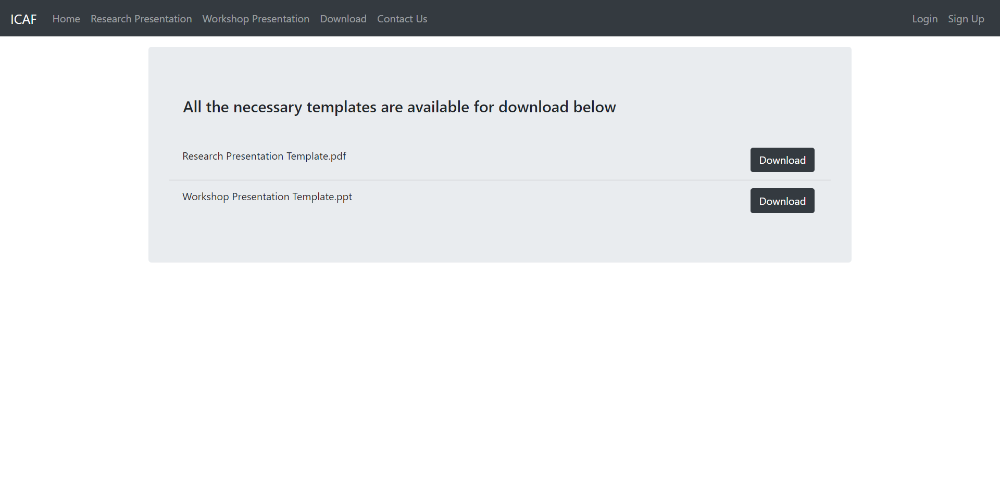 ICAF Home Research Presentation Workshop Presentation Download Contact Us Login Sign Up
All the necessary templates are available for download below
Research Presentation Template.pdf Download
Workshop Presentation Template.ppt Download